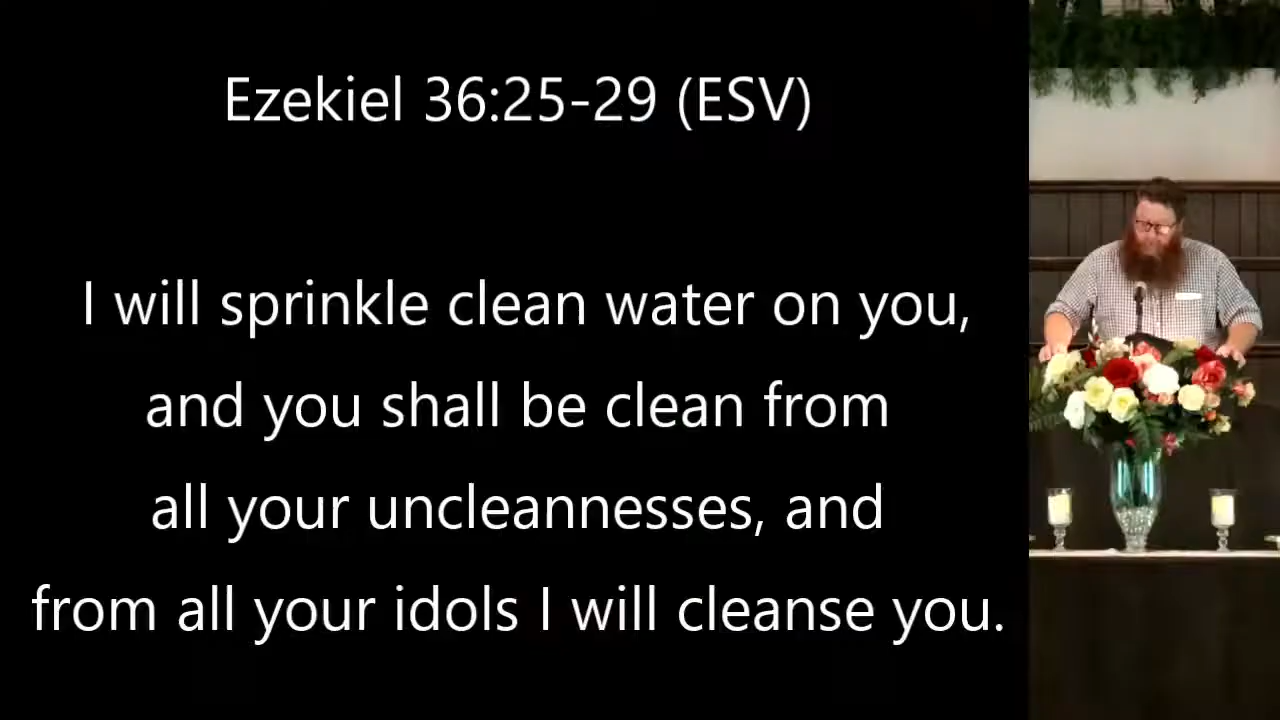 Ezekiel 36:25-29 (ESV)
I will sprinkle clean water on you,
and you shall be clean from
all your uncleannesses, and
from all your idols I will cleanse you.